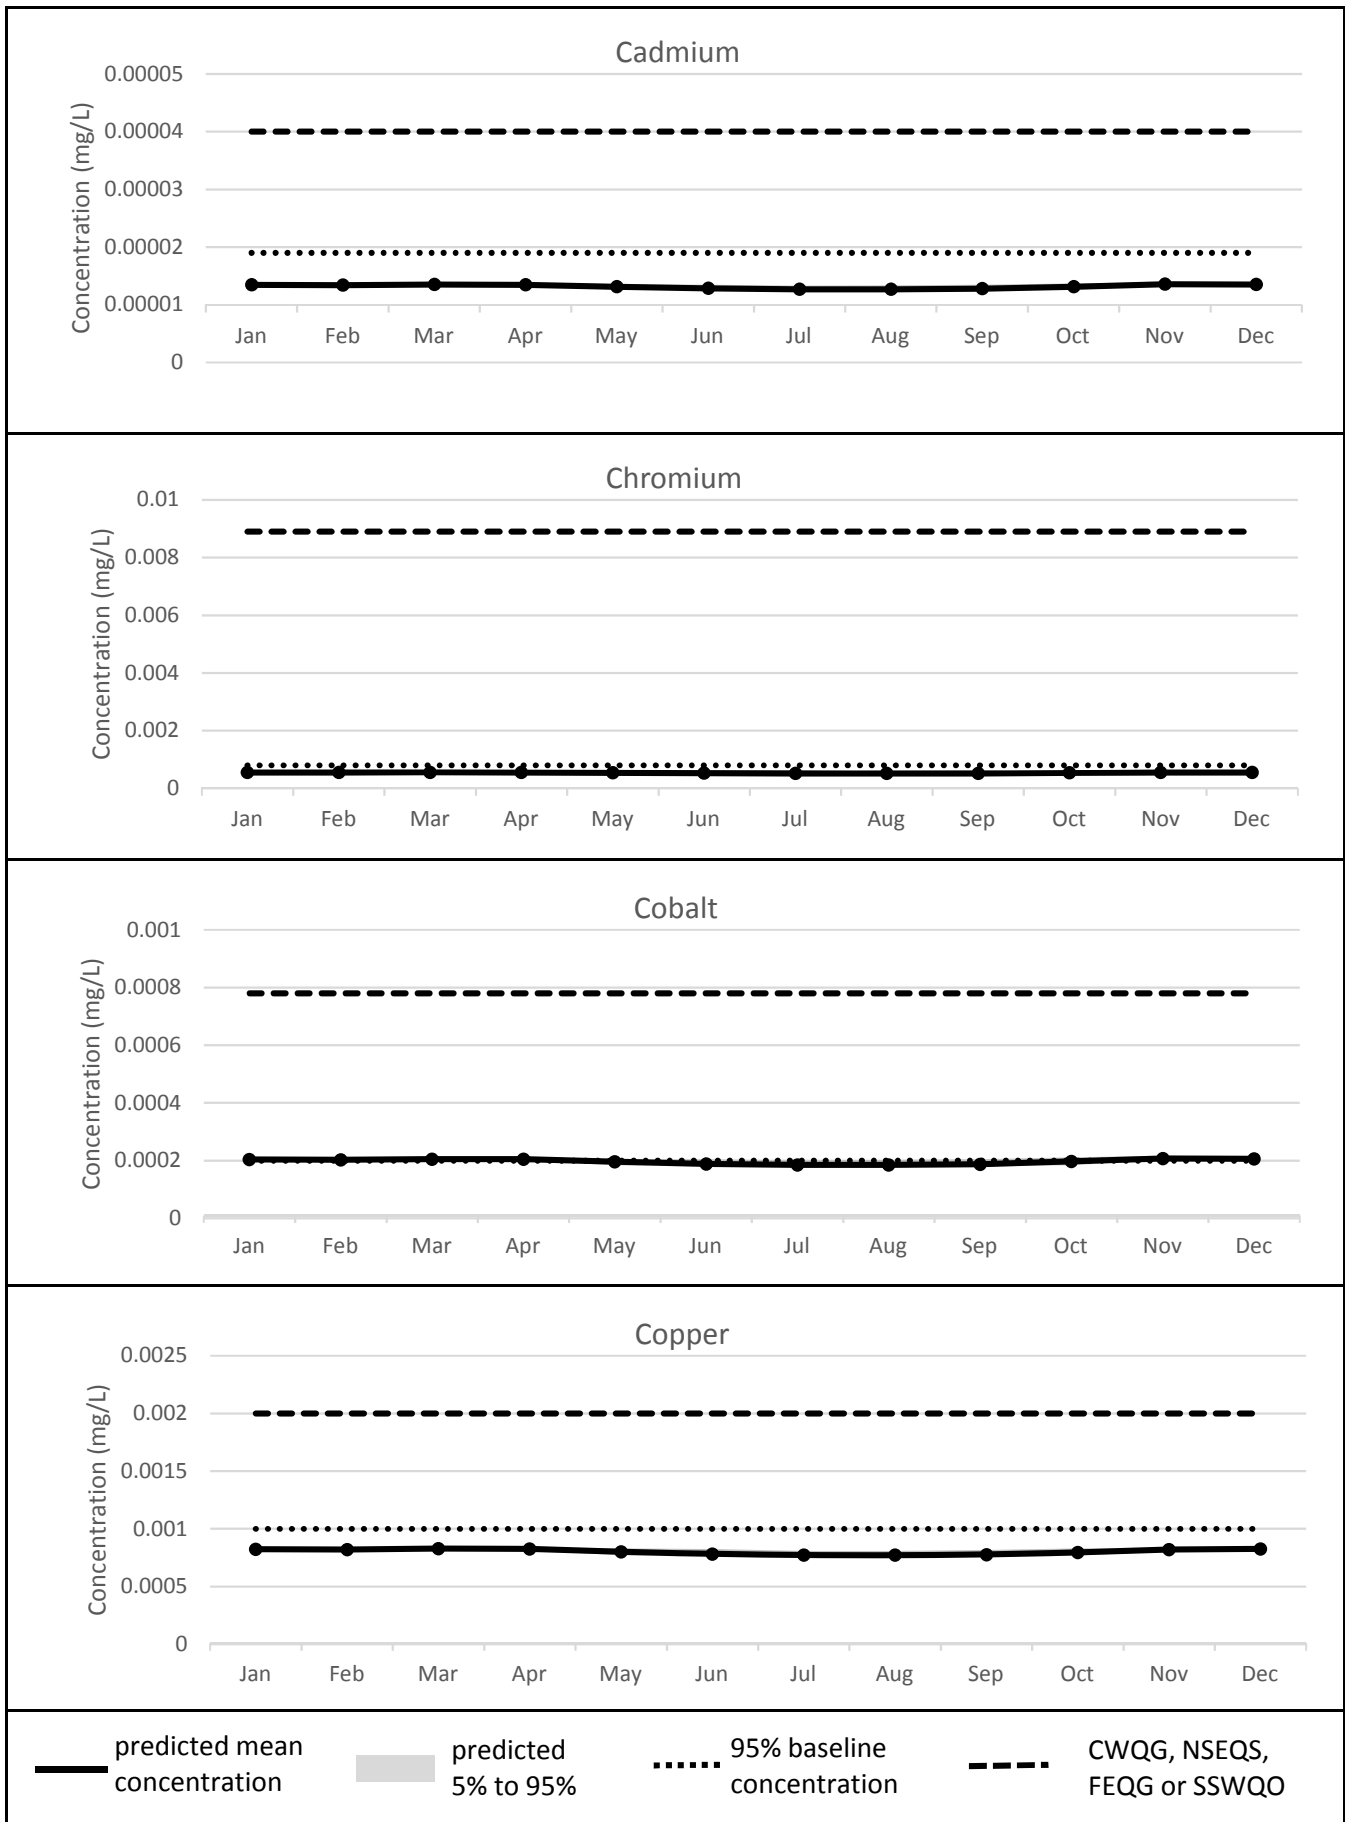 Cadmium
Concentration (mg/L)
0.00005
0.00004
0.00003
0.00002
0.00001
0
Jan Feb Mar Apr May Jun Jul Aug Sep Oct Nov Dec
Chromium
Concentration (mg/L)
0.01
0.008
0.006
0.004
0.002
0
Jan Feb Mar Apr May Jun Jul Aug Sep Oct Nov Dec
Cobalt
Concentration (mg/L)
0.001
0.0008
0.0006
0.0004
0.0002
0
Jan Feb Mar Apr May Jun Jul Aug Sep Oct Nov Dec
Copper
Concentration (mg/L)
0.0025
0.002
0.0015
0.001
0.0005
0
Jan Feb Mar Apr May Jun Jul Aug Sep Oct Nov Dec
predicted mean
concentration
predicted
5% to 95%
95% baseline
concentration
CWQG, NSEQS,
FEQG or SSWQO